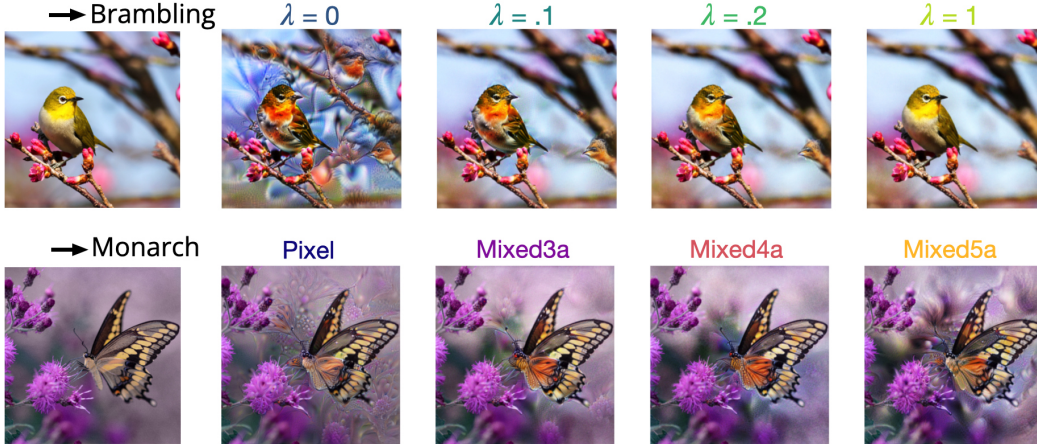 → Brambling λ = 0 λ = .1 λ = .2 λ = 1
→ Monarch Pixel Mixed3a Mixed4a Mixed5a